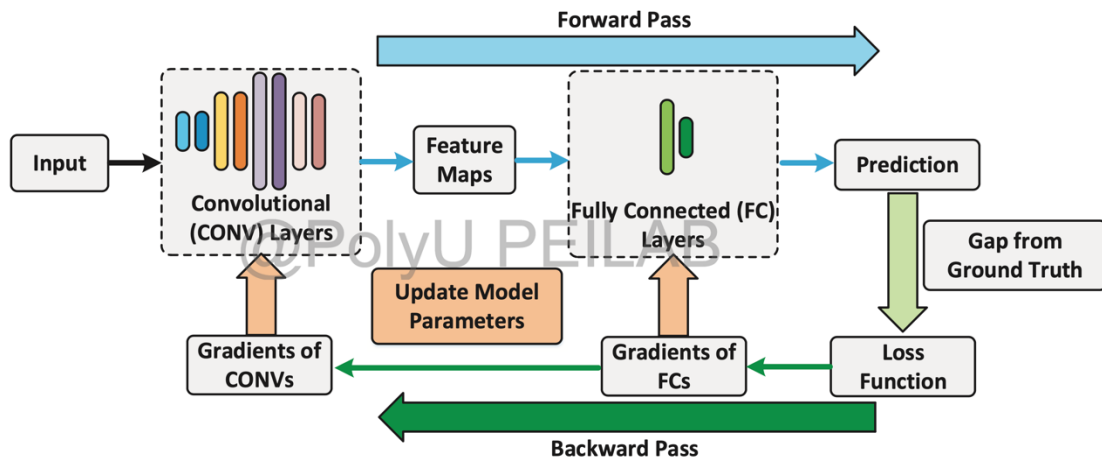 Forward Pass
Input
Convolutional
(CONV) Layers
Feature
Maps
Fully Connected (FC)
Layers
Prediction
Gap from
Ground Truth
@PolyU PEILAB
Update Model
Parameters
Gradients of
CONVs
Gradients of
FCs
Loss
Function
Backward Pass